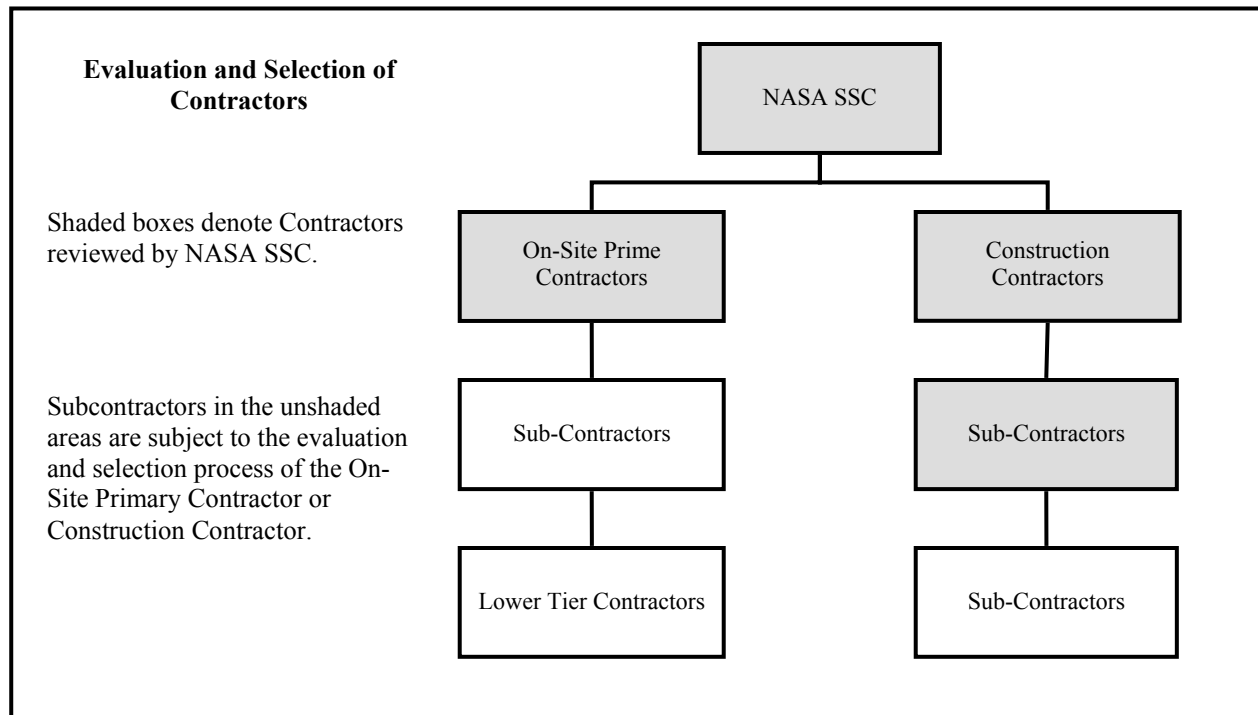 Evaluation and Selection of
Contractors
NASA SSC
Shaded boxes denote Contractors
reviewed by NASA SSC.
On-Site Prime
Contractors
Construction
Contractors
Subcontractors in the unshaded
areas are subject to the evaluation
and selection process of the On-
Site Primary Contractor or
Construction Contractor.
Sub-Contractors
Sub-Contractors
Lower Tier Contractors
Sub-Contractors